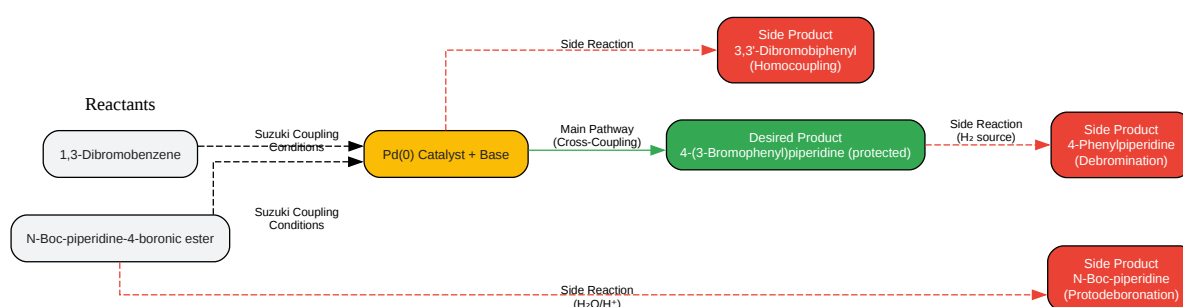 Side Product
3,3'-Dibromobiphenyl
(Homocoupling)
Side Reaction
Reactants
1,3-Dibromobenzene
Suzuki Coupling
Conditions
Pd(0) Catalyst + Base
Main Pathway
(Cross-Coupling)
Desired Product
4-(3-Bromophenyl)piperidine (protected)
Side Reaction
(H₂ source)
Side Product
4-Phenylpiperidine
(Debromination)
N-Boc-piperidine-4-boronic ester
Suzuki Coupling
Conditions
Side Reaction
(H₂O/H⁺)
Side Product
N-Boc-piperidine
(Protodeboronation)